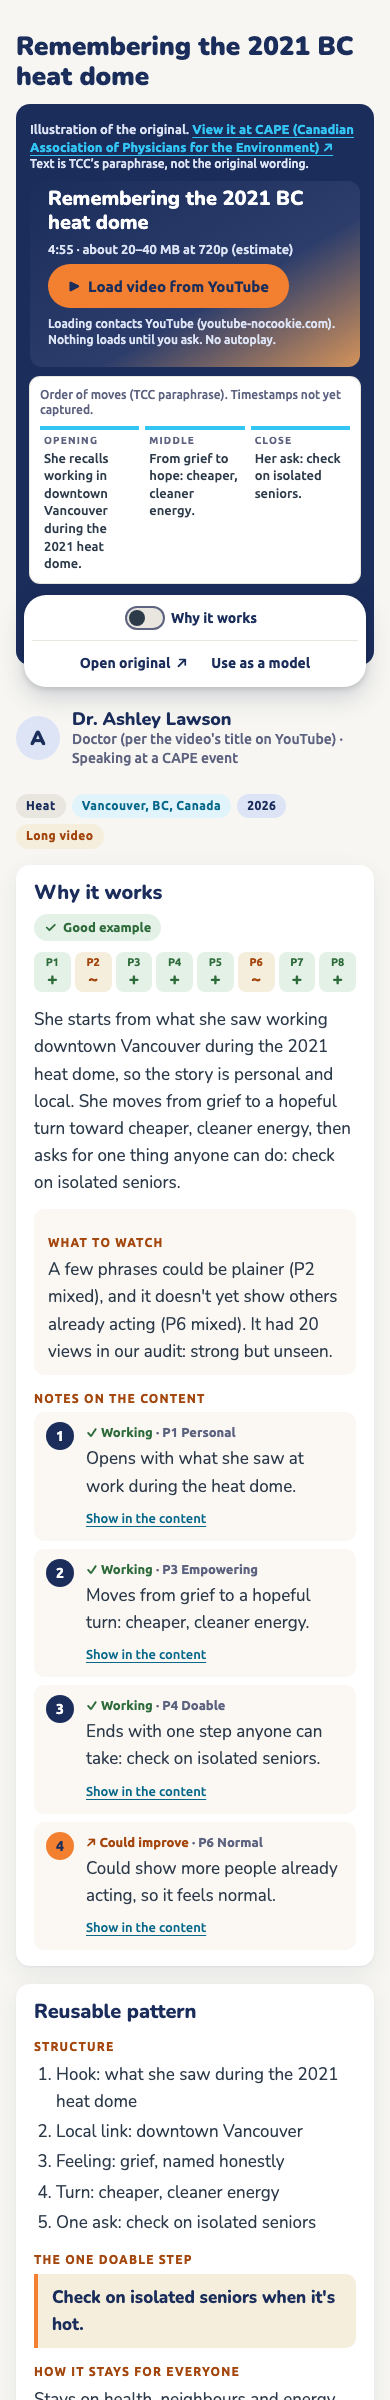 Remembering the 2021 BC
heat dome
Illustration of the original. View it at CAPE (Canadian
Association of Physicians for the Environment) ↗
Text is TCC's paraphrase, not the original wording.
Remembering the 2021 BC
heat dome
4:55 · about 20–40 MB at 720p (estimate)
▶ Load video from YouTube
Loading contacts YouTube (youtube-nocookie.com).
Nothing loads until you ask. No autoplay.
Order of moves (TCC paraphrase). Timestamps not yet
captured.
OPENING
She recalls
working in
downtown
Vancouver
during the
2021 heat
dome.
MIDDLE
From grief to
hope: cheaper,
cleaner
energy.
CLOSE
Her ask: check
on isolated
seniors.
Why it works
Open original ↗ Use as a model
A
Dr. Ashley Lawson
Doctor (per the video's title on YouTube) ·
Speaking at a CAPE event
Heat Vancouver, BC, Canada 2026
Long video
Why it works
✓ Good example
P1 P2 P3 P4 P5 P6 P7 P8
+ ~ + + + ~ + +
She starts from what she saw working
downtown Vancouver during the 2021
heat dome, so the story is personal and
local. She moves from grief to a hopeful
turn toward cheaper, cleaner energy, then
asks for one thing anyone can do: check
on isolated seniors.
WHAT TO WATCH
A few phrases could be plainer (P2
mixed), and it doesn't yet show others
already acting (P6 mixed). It had 20
views in our audit: strong but unseen.
NOTES ON THE CONTENT
1
✓ Working · P1 Personal
Opens with what she saw at
work during the heat dome.
Show in the content
2
✓ Working · P3 Empowering
Moves from grief to a hopeful
turn: cheaper, cleaner energy.
Show in the content
3
✓ Working · P4 Doable
Ends with one step anyone can
take: check on isolated seniors.
Show in the content
4
↗ Could improve · P6 Normal
Could show more people already
acting, so it feels normal.
Show in the content
Reusable pattern
STRUCTURE
1. Hook: what she saw during the 2021
heat dome
2. Local link: downtown Vancouver
3. Feeling: grief, named honestly
4. Turn: cheaper, cleaner energy
5. One ask: check on isolated seniors
THE ONE DOABLE STEP
Check on isolated seniors when it's
hot.
HOW IT STAYS FOR EVERYONE
Stays on health, neighbours and energy